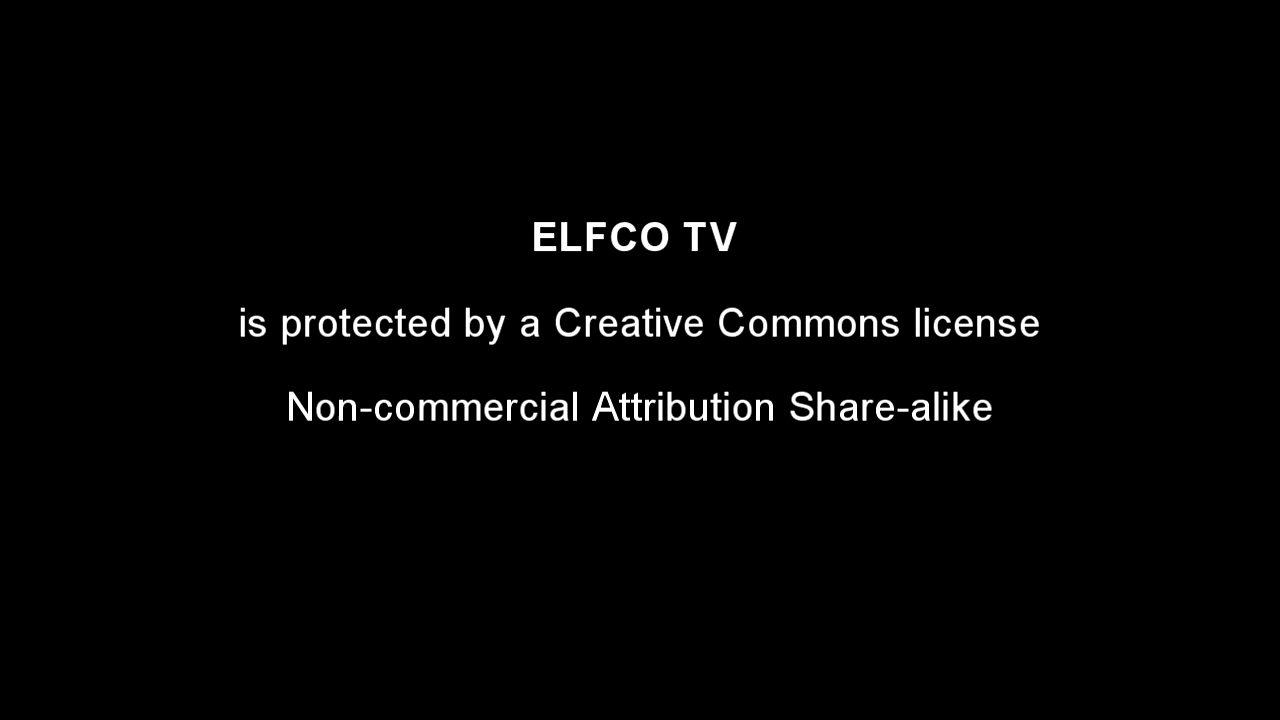 ELFCO TV
is protected by a Creative Commons license
Non-commercial Attribution Share-alike